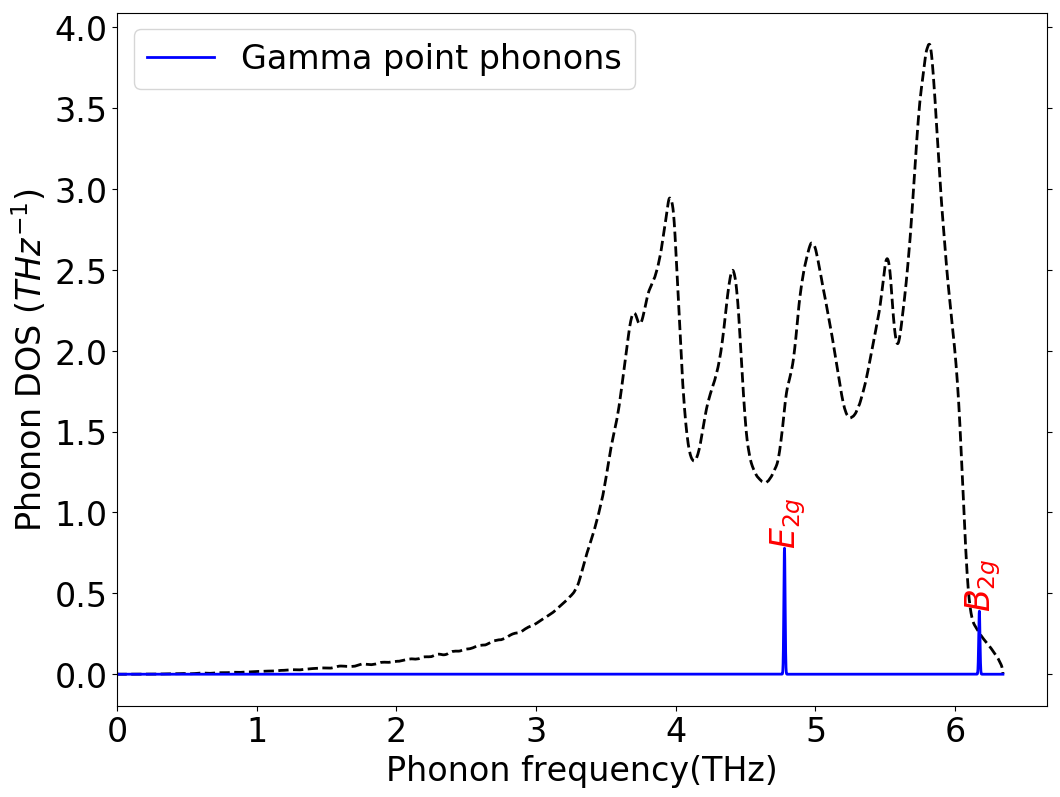 Gamma point phonons
Phonon DOS (THz⁻¹)
4.0
3.5
3.0
2.5
2.0
1.5
1.0
0.5
0.0
E₂g
B₂g
0 1 2 3 4 5 6
Phonon frequency(THz)